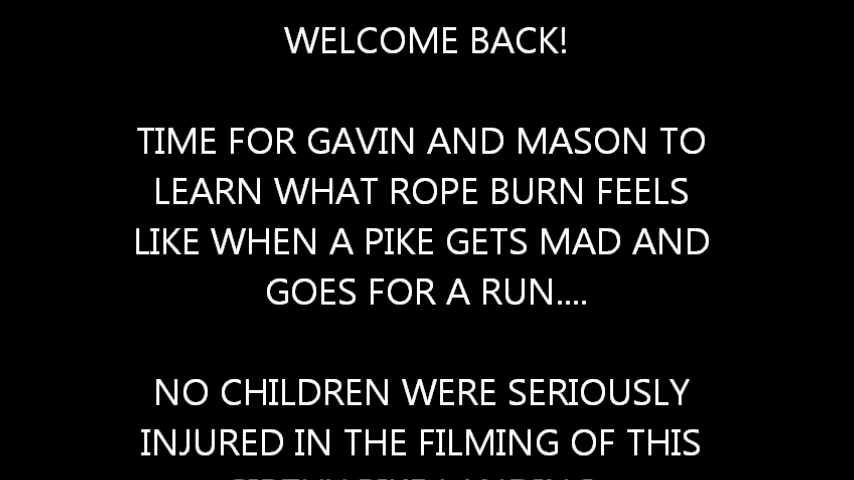 WELCOME BACK!
TIME FOR GAVIN AND MASON TO
LEARN WHAT ROPE BURN FEELS
LIKE WHEN A PIKE GETS MAD AND
GOES FOR A RUN....
NO CHILDREN WERE SERIOUSLY
INJURED IN THE FILMING OF THIS